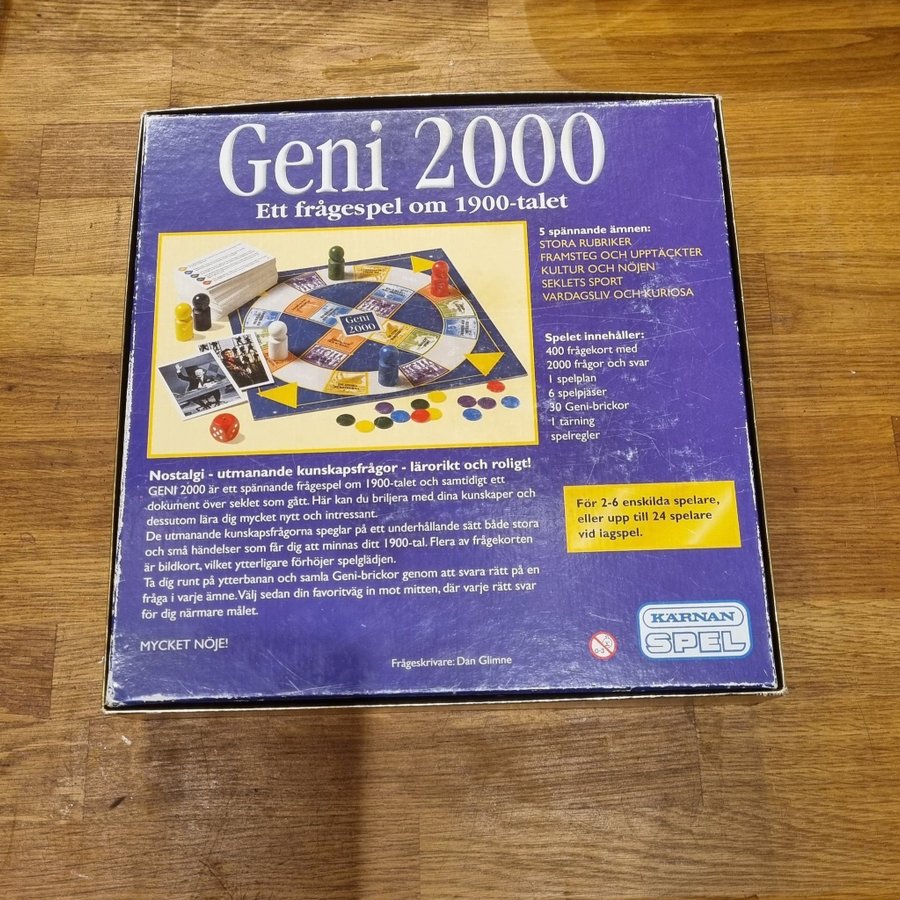 Geni 2000
Ett frågespel om 1900-talet
5 spännande ämnen:
STORA RUBRIKER
FRAMSTEG OCH UPPTÄCKTER
KULTUR OCH NÖJEN
SEKLETS SPORT
VARDAGSLIV OCH KURIOSA
Geni
2000
Spelet innehåller:
400 frågekort med
2000 frågor och svar
1 spelplan
6 spelpjäser
30 Geni-brickor
1 tärning
spelregler
Nostalgi - utmanande kunskapsfrågor - lärorikt och roligt!
GENI 2000 är ett spännande frågespel om 1900-talet och samtidigt ett
dokument över seklet som gått. Här kan du briljera med dina kunskaper och
dessutom lära dig mycket nytt och intressant.
De utmanande kunskapsfrågorna speglar på ett underhållande sätt både stora
och små händelser som får dig att minnas ditt 1900-tal. Flera av frågekorten
är bildkort, vilket ytterligare förhöjer spelglädjen.
Ta dig runt på ytterbanan och samla Geni-brickor genom att svara rätt på en
fråga i varje ämne. Välj sedan din favoritväg in mot mitten, där varje rätt svar
för dig närmare målet.
För 2-6 enskilda spelare,
eller upp till 24 spelare
vid lagspel.
MYCKET NÖJE!
Frågeskrivare: Dan Glimne
0-3
KÄRNAN
SPEL